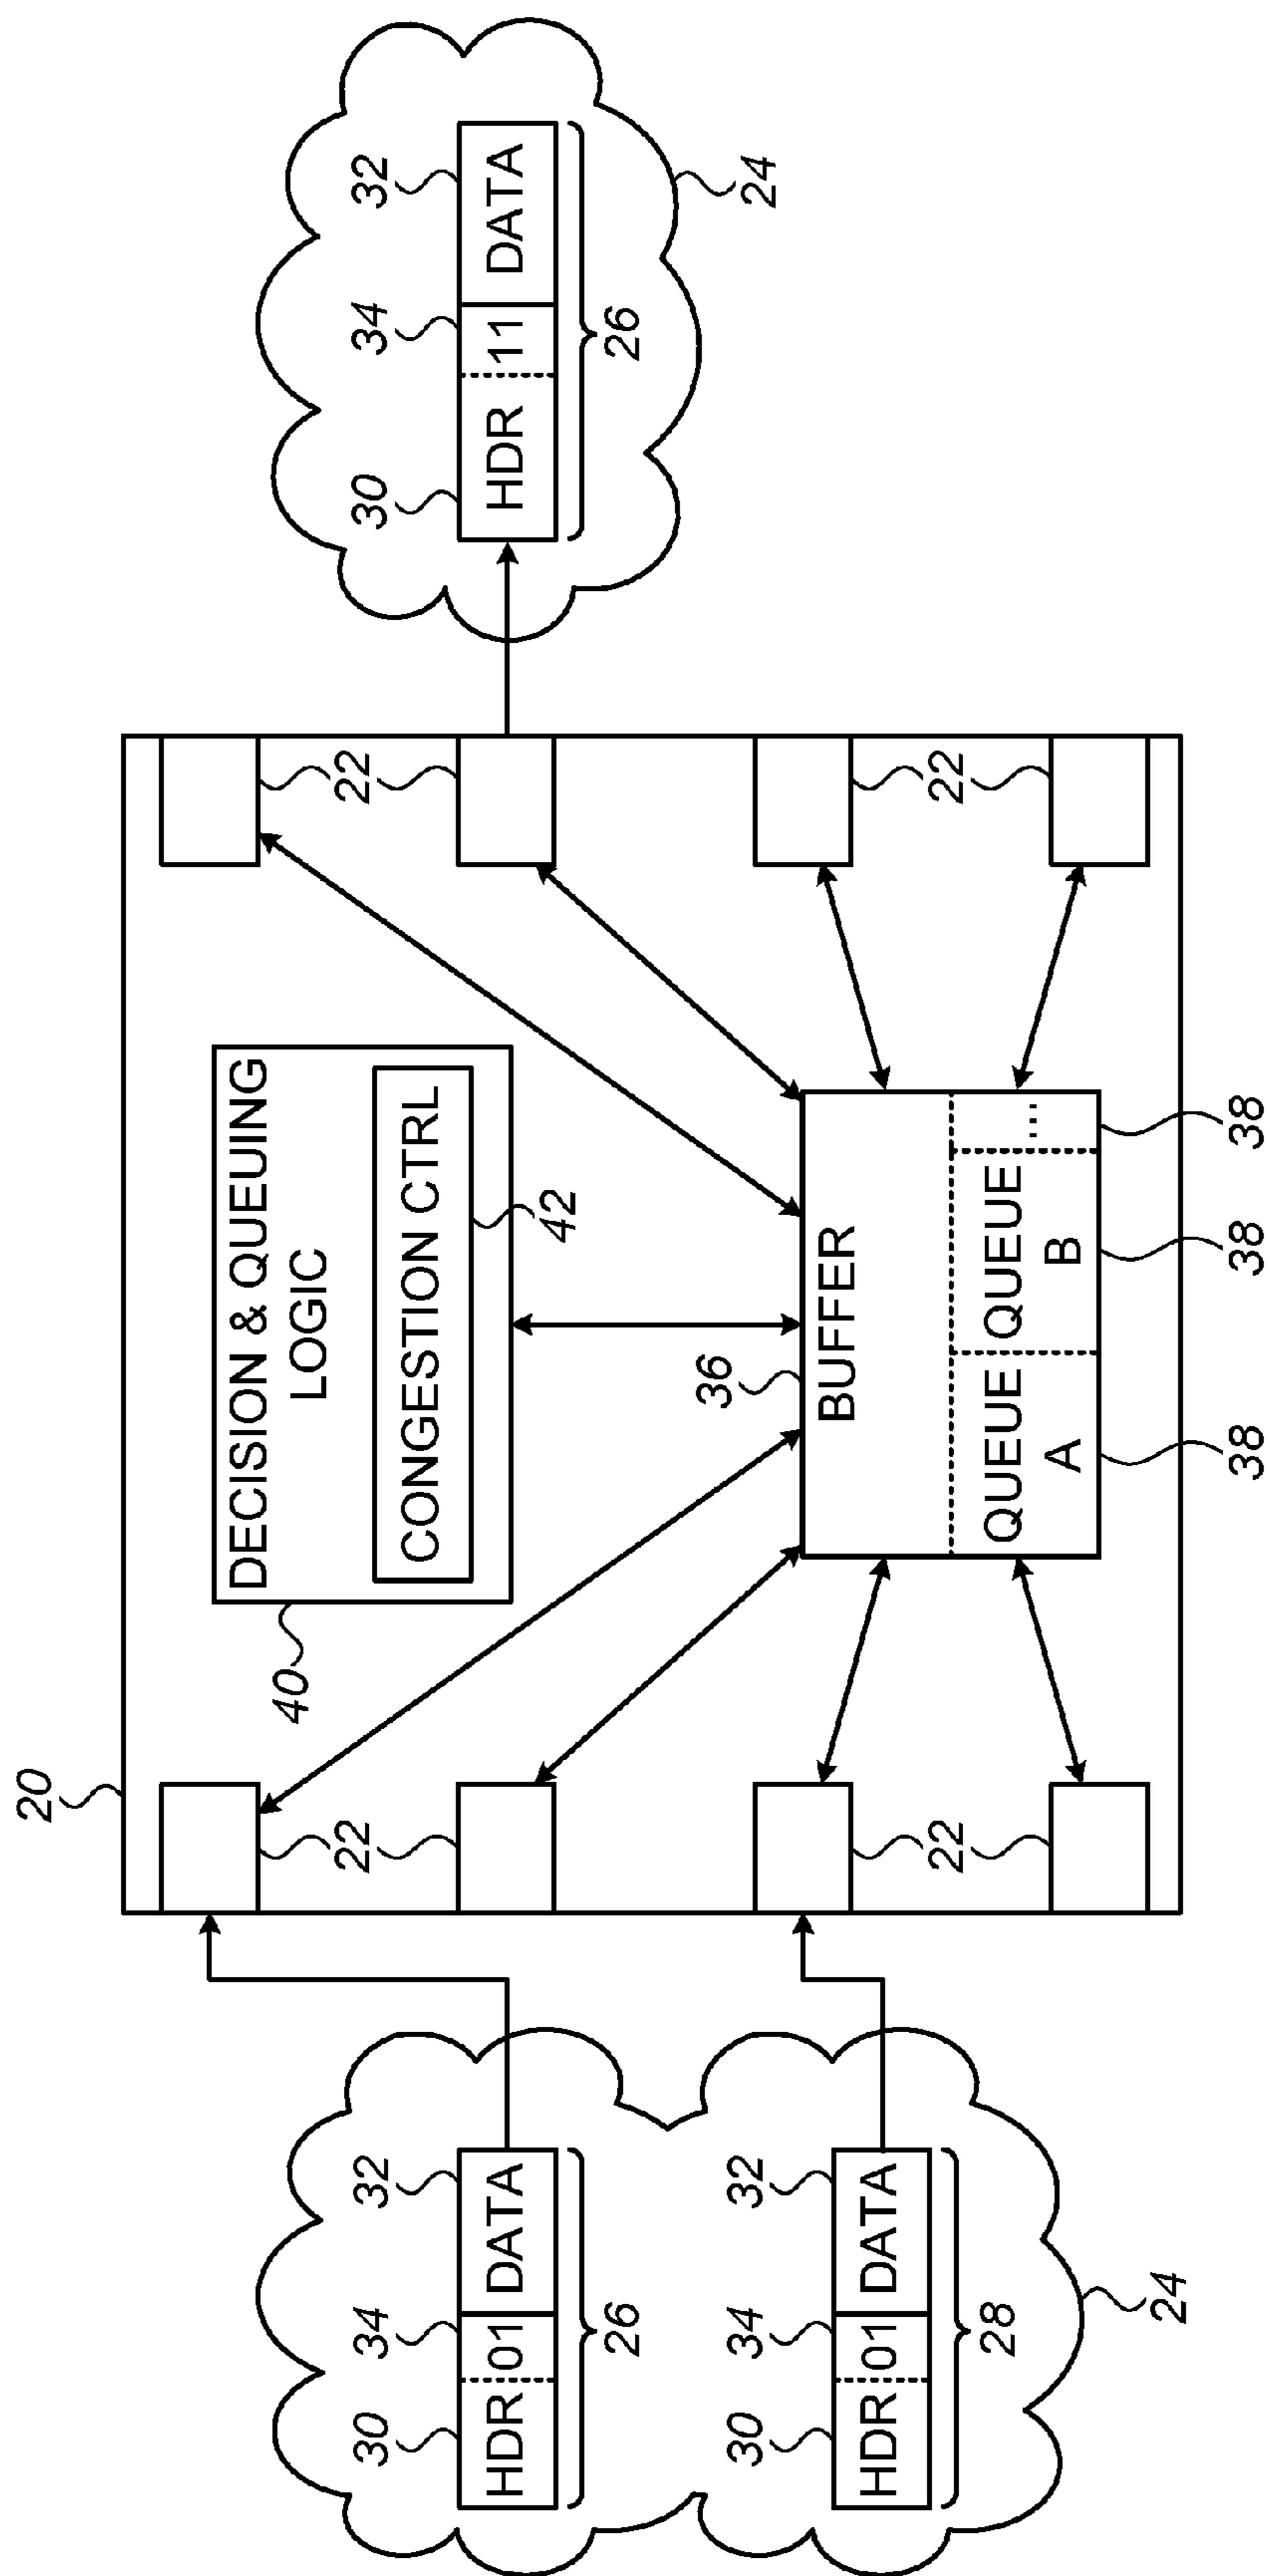 20
22
22
22
22
40
DECISION & QUEUING
LOGIC
CONGESTION CTRL
42
36
BUFFER
QUEUE
A
QUEUE
B
...
38
38
38
22
22
22
22
30
34
32
HDR
01
DATA
26
30
34
32
HDR
01
DATA
28
24
30
34
32
HDR
11
DATA
26
24